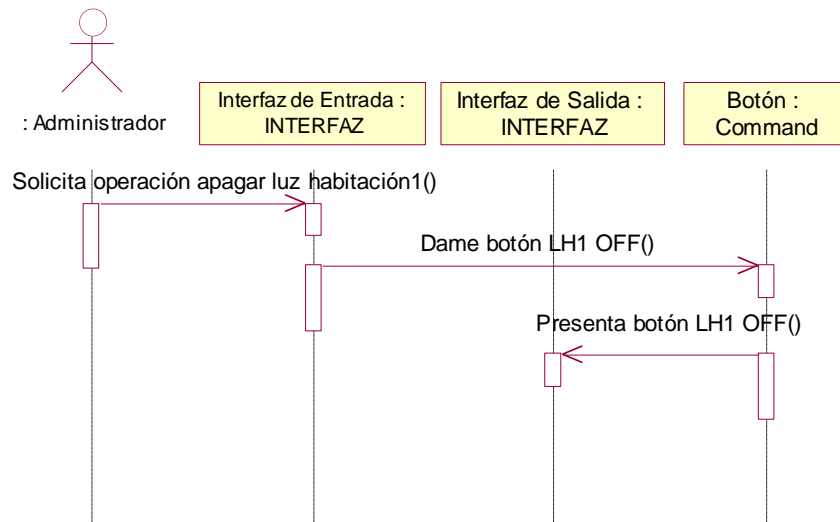 : Administrador
Interfaz de Entrada :
INTERFAZ
Interfaz de Salida :
INTERFAZ
Botón :
Command
Solicita operación apagar luz habitación1()
Dame botón LH1 OFF()
Presenta botón LH1 OFF()